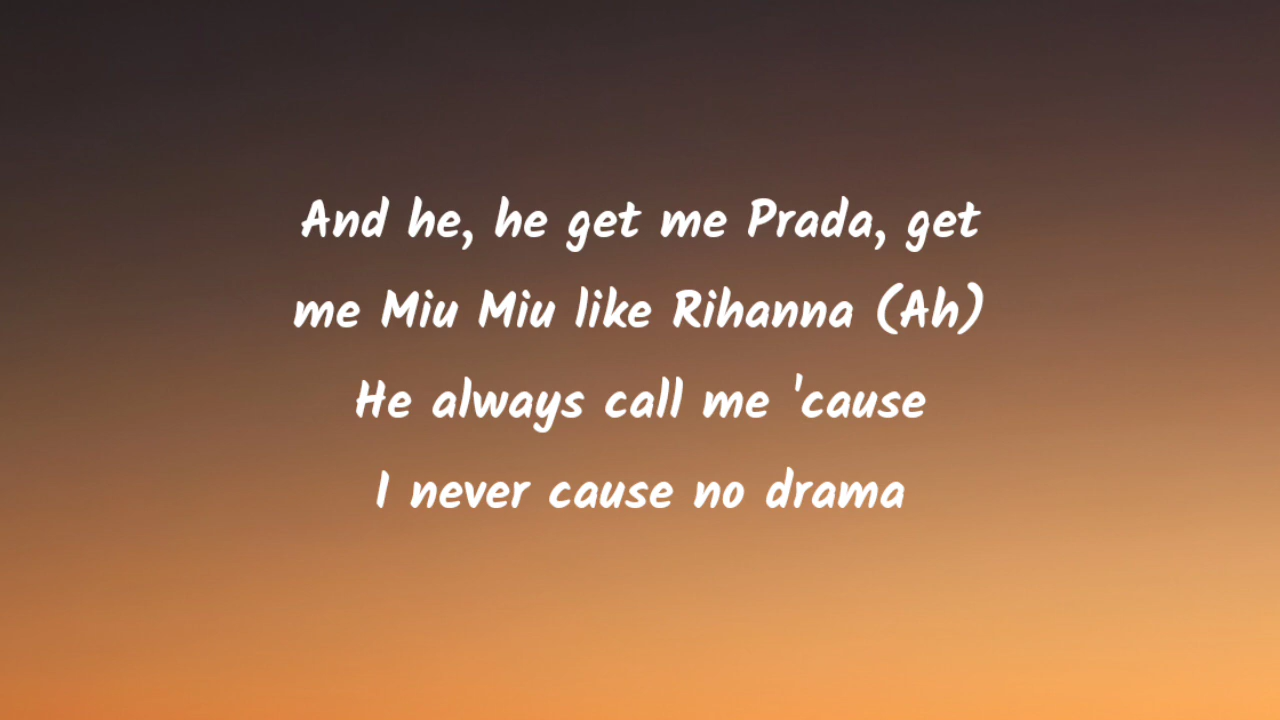 And he, he get me Prada, get
me Miu Miu like Rihanna (Ah)
He always call me 'cause
I never cause no drama